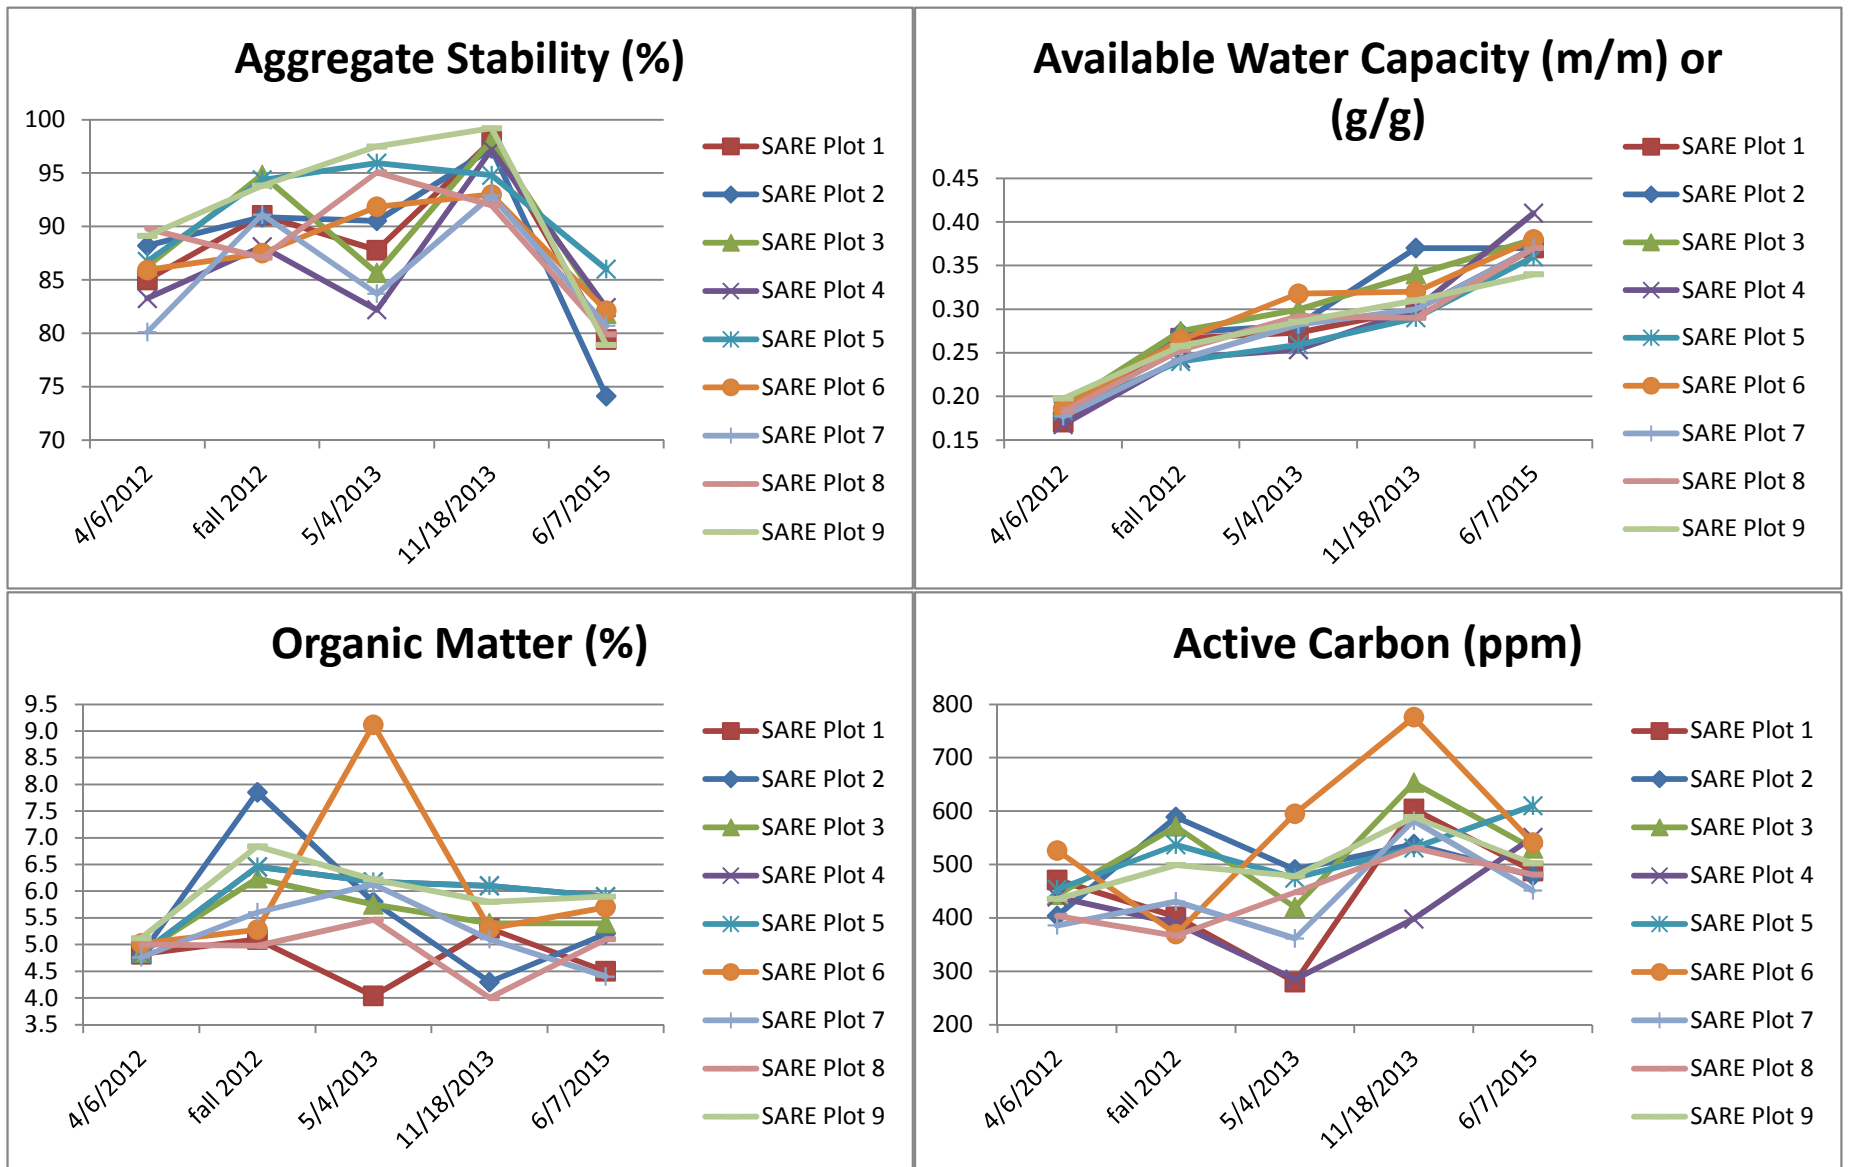 Aggregate Stability (%)
100
95
90
85
80
75
70
4/6/2012
fall 2012
5/4/2013
11/18/2013
6/7/2015
SARE Plot 1
SARE Plot 2
SARE Plot 3
SARE Plot 4
SARE Plot 5
SARE Plot 6
SARE Plot 7
SARE Plot 8
SARE Plot 9
Available Water Capacity (m/m) or
(g/g)
0.45
0.40
0.35
0.30
0.25
0.20
0.15
4/6/2012
fall 2012
5/4/2013
11/18/2013
6/7/2015
SARE Plot 1
SARE Plot 2
SARE Plot 3
SARE Plot 4
SARE Plot 5
SARE Plot 6
SARE Plot 7
SARE Plot 8
SARE Plot 9
Organic Matter (%)
9.5
9.0
8.5
8.0
7.5
7.0
6.5
6.0
5.5
5.0
4.5
4.0
3.5
4/6/2012
fall 2012
5/4/2013
11/18/2013
6/7/2015
SARE Plot 1
SARE Plot 2
SARE Plot 3
SARE Plot 4
SARE Plot 5
SARE Plot 6
SARE Plot 7
SARE Plot 8
SARE Plot 9
Active Carbon (ppm)
800
700
600
500
400
300
200
4/6/2012
fall 2012
5/4/2013
11/18/2013
6/7/2015
SARE Plot 1
SARE Plot 2
SARE Plot 3
SARE Plot 4
SARE Plot 5
SARE Plot 6
SARE Plot 7
SARE Plot 8
SARE Plot 9